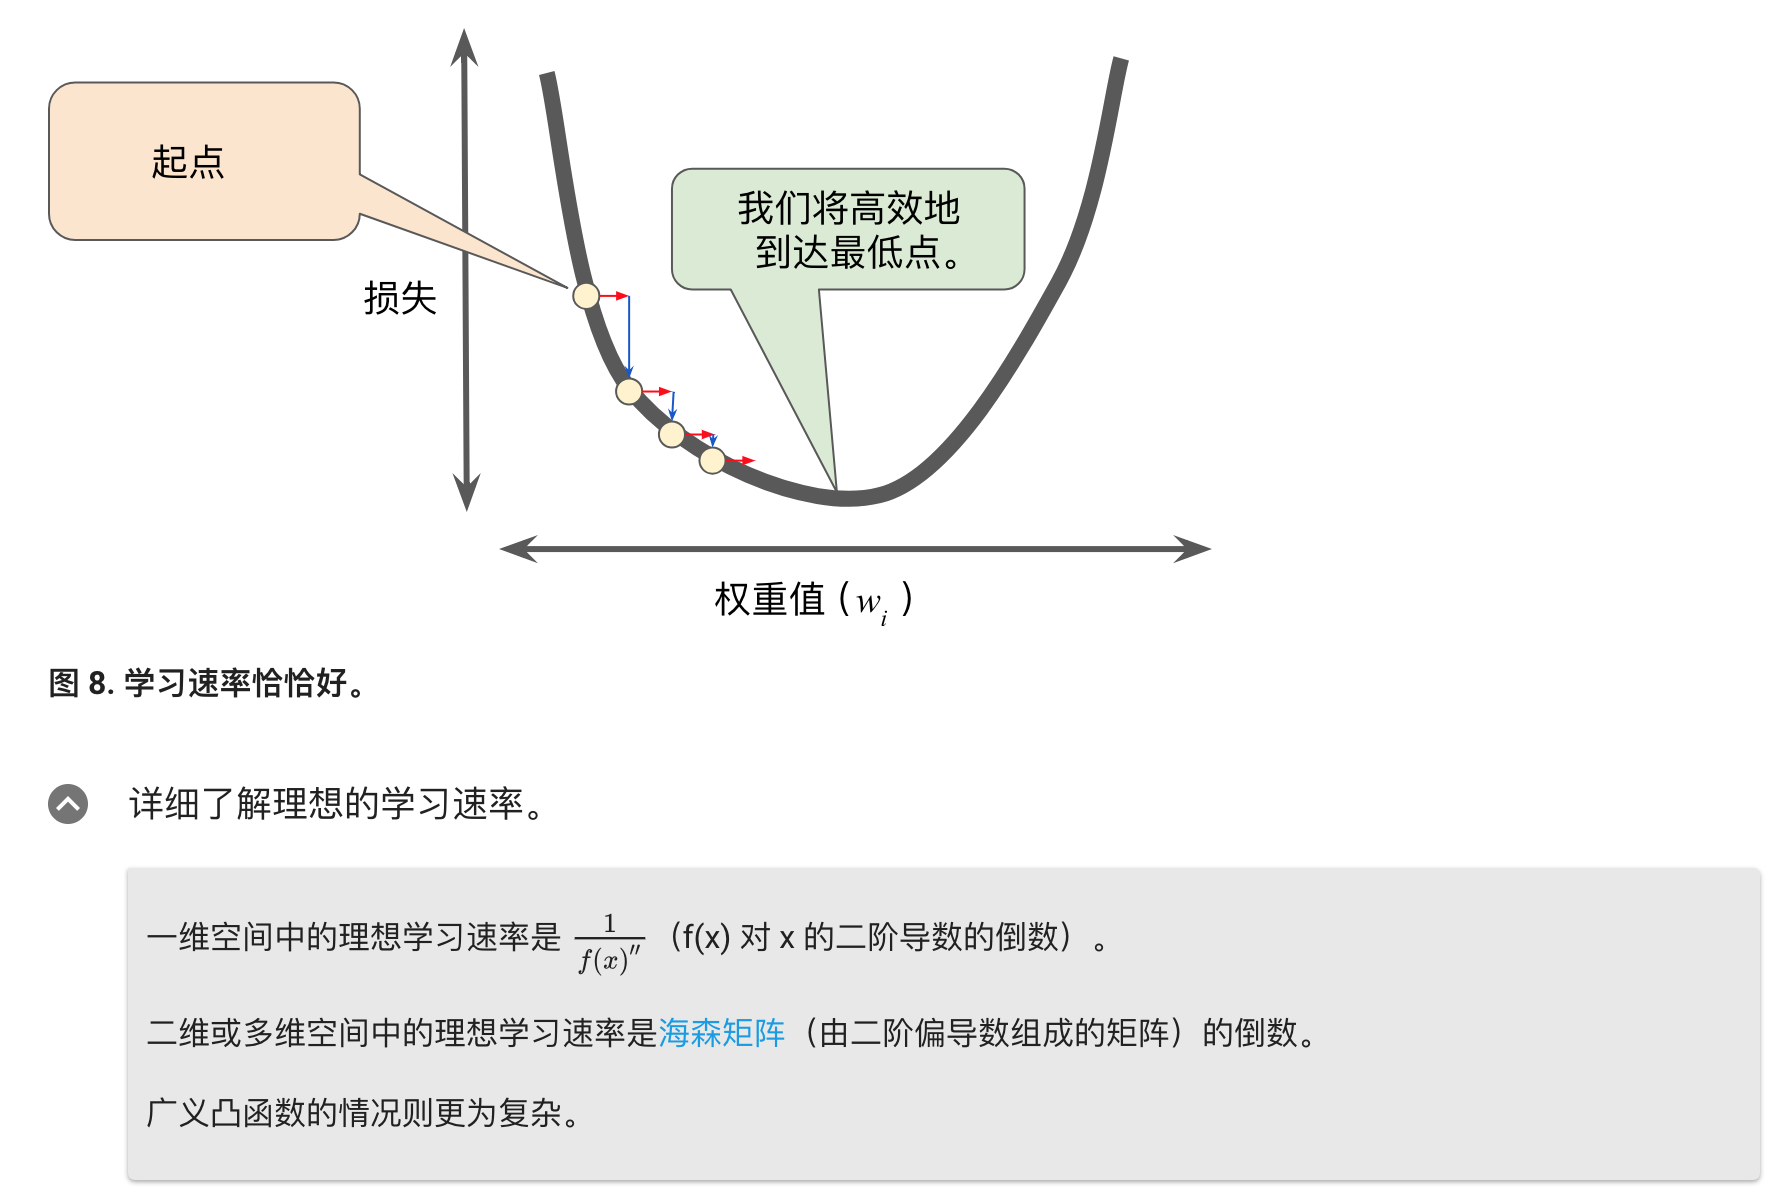 起点
我们将高效地
到达最低点。
损失
权重值 (w_i)
图 8. 学习速率恰恰好。
详细了解理想的学习速率。
一维空间中的理想学习速率是 \frac{1}{f(x)''}（f(x) 对 x 的二阶导数的倒数）。
二维或多维空间中的理想学习速率是海森矩阵（由二阶偏导数组成的矩阵）的倒数。
广义凸函数的情况则更为复杂。